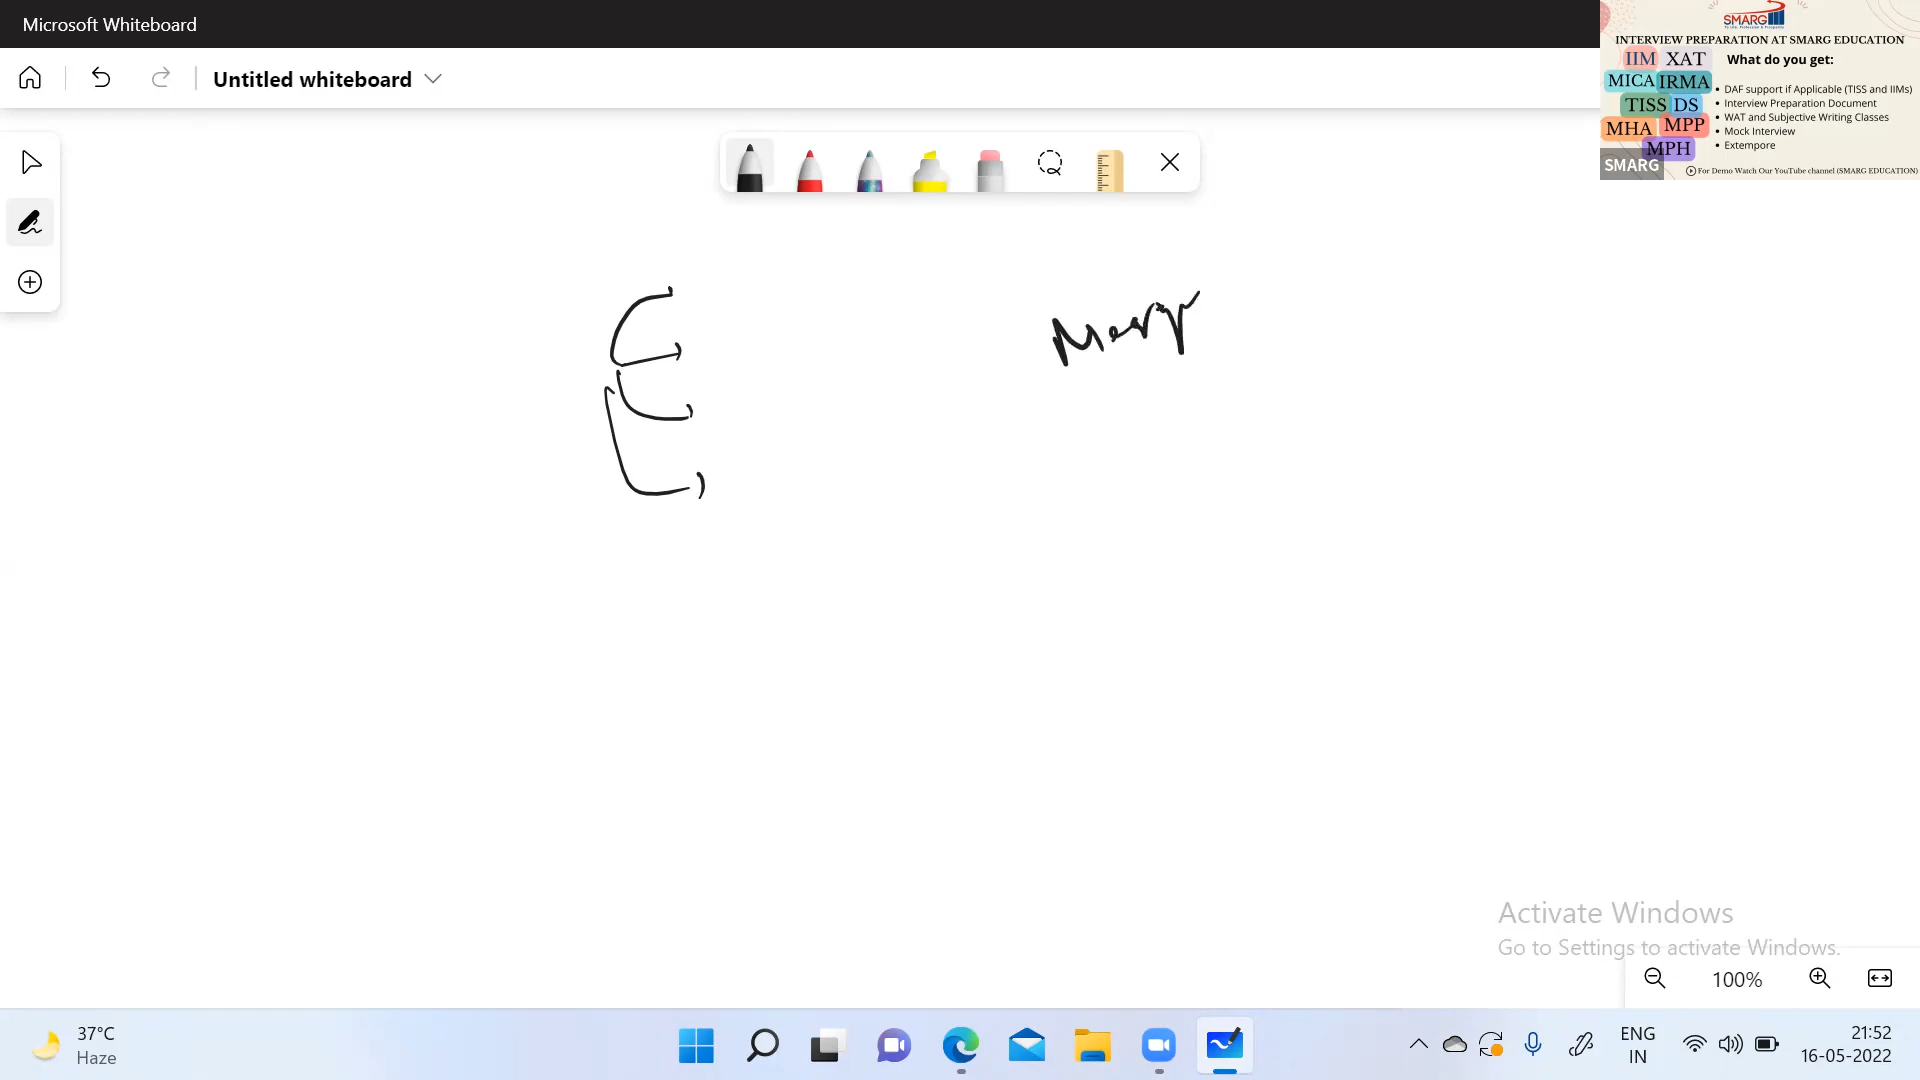 Microsoft Whiteboard
Untitled whiteboard
SMARG
INTERVIEW PREPARATION AT SMARG EDUCATION
IIM XAT
MICA IRMA
TISS DS
MHA MPP
MPH
What do you get:
• DAF support if Applicable (TISS and IIMs)
• Interview Preparation Document
• WAT and Subjective Writing Classes
• Mock Interview
• Extempore
SMARG
For Demo Watch Our YouTube channel (SMARG EDUCATION)
Activate Windows
Go to Settings to activate Windows.
100%
37°C
Haze
ENG
IN
21:52
16-05-2022